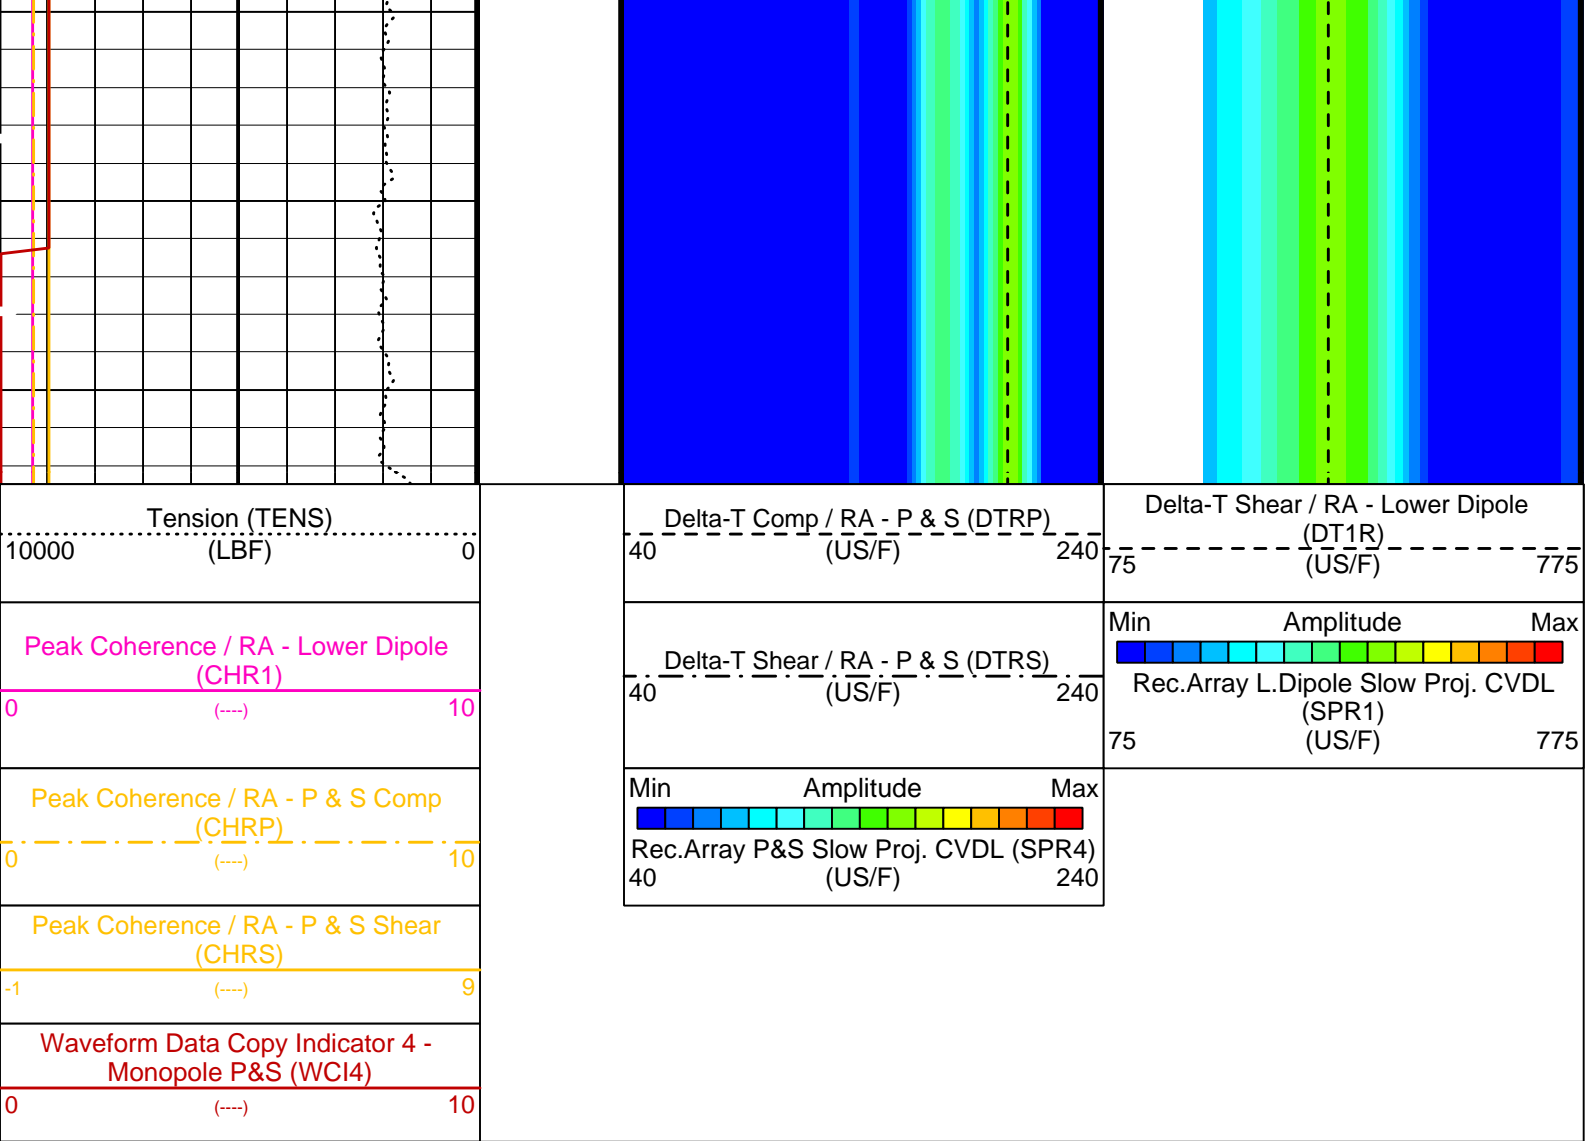 Tension (TENS)
10000 (LBF) 0
Peak Coherence / RA - Lower Dipole
(CHR1)
0 (----) 10
Peak Coherence / RA - P & S Comp
(CHRP)
0 (----) 10
Peak Coherence / RA - P & S Shear
(CHRS)
-1 (----) 9
Waveform Data Copy Indicator 4 -
Monopole P&S (WCI4)
0 (----) 10
Delta-T Comp / RA - P & S (DTRP)
40 (US/F) 240
Delta-T Shear / RA - P & S (DTRS)
40 (US/F) 240
Min Amplitude Max
Rec.Array P&S Slow Proj. CVDL (SPR4)
40 (US/F) 240
Delta-T Shear / RA - Lower Dipole
(DT1R)
75 (US/F) 775
Min Amplitude Max
Rec.Array L.Dipole Slow Proj. CVDL
(SPR1)
75 (US/F) 775